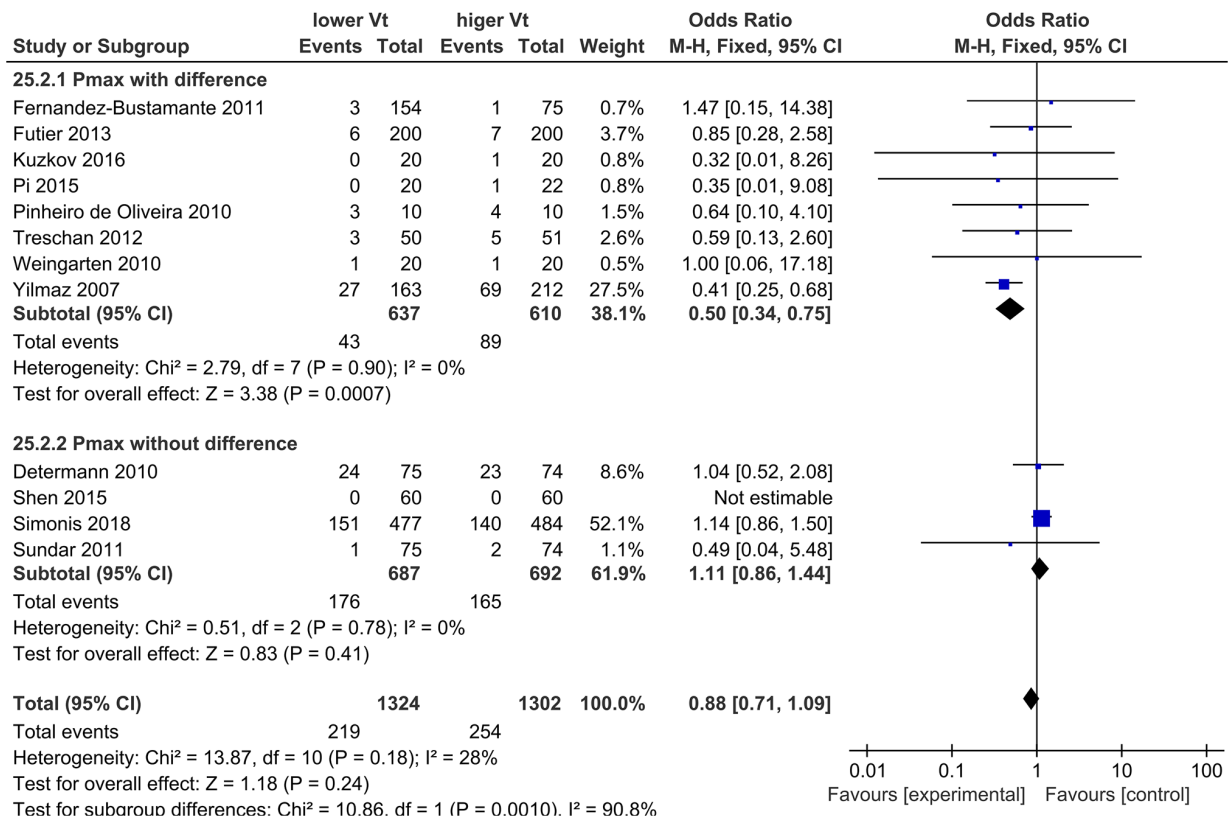 lower Vt higer Vt Odds Ratio Odds Ratio
Study or Subgroup Events Total Events Total Weight M-H, Fixed, 95% CI M-H, Fixed, 95% CI
25.2.1 Pmax with difference
Fernandez-Bustamante 2011 3 154 1 75 0.7% 1.47 [0.15, 14.38]
Futier 2013 6 200 7 200 3.7% 0.85 [0.28, 2.58]
Kuzkov 2016 0 20 1 20 0.8% 0.32 [0.01, 8.26]
Pi 2015 0 20 1 22 0.8% 0.35 [0.01, 9.08]
Pinheiro de Oliveira 2010 3 10 4 10 1.5% 0.64 [0.10, 4.10]
Treschan 2012 3 50 5 51 2.6% 0.59 [0.13, 2.60]
Weingarten 2010 1 20 1 20 0.5% 1.00 [0.06, 17.18]
Yilmaz 2007 27 163 69 212 27.5% 0.41 [0.25, 0.68]
Subtotal (95% CI) 637 610 38.1% 0.50 [0.34, 0.75]
Total events 43 89
Heterogeneity: Chi² = 2.79, df = 7 (P = 0.90); I² = 0%
Test for overall effect: Z = 3.38 (P = 0.0007)
25.2.2 Pmax without difference
Determann 2010 24 75 23 74 8.6% 1.04 [0.52, 2.08]
Shen 2015 0 60 0 60 Not estimable
Simonis 2018 151 477 140 484 52.1% 1.14 [0.86, 1.50]
Sundar 2011 1 75 2 74 1.1% 0.49 [0.04, 5.48]
Subtotal (95% CI) 687 692 61.9% 1.11 [0.86, 1.44]
Total events 176 165
Heterogeneity: Chi² = 0.51, df = 2 (P = 0.78); I² = 0%
Test for overall effect: Z = 0.83 (P = 0.41)
Total (95% CI) 1324 1302 100.0% 0.88 [0.71, 1.09]
Total events 219 254
Heterogeneity: Chi² = 13.87, df = 10 (P = 0.18); I² = 28%
Test for overall effect: Z = 1.18 (P = 0.24)
Test for subgroup differences: Chi² = 10.86, df = 1 (P = 0.0010), I² = 90.8%
0.01 0.1 1 10 100
Favours [experimental] Favours [control]